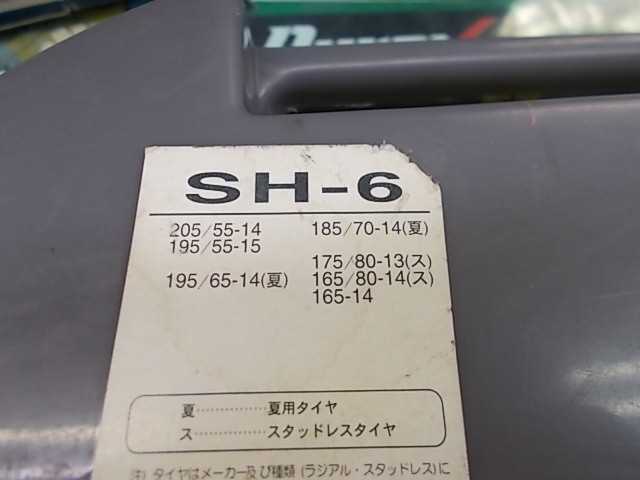 SH-6
205/55-14
195/55-15
195/65-14(夏)
185/70-14(夏)
175/80-13(ス)
165/80-14(ス)
165-14
夏‥‥‥‥‥夏用タイヤ
ス‥‥‥‥‥スタッドレスタイヤ
注) タイヤはメーカー及び種類 (ラジアル・スタッドレス)に